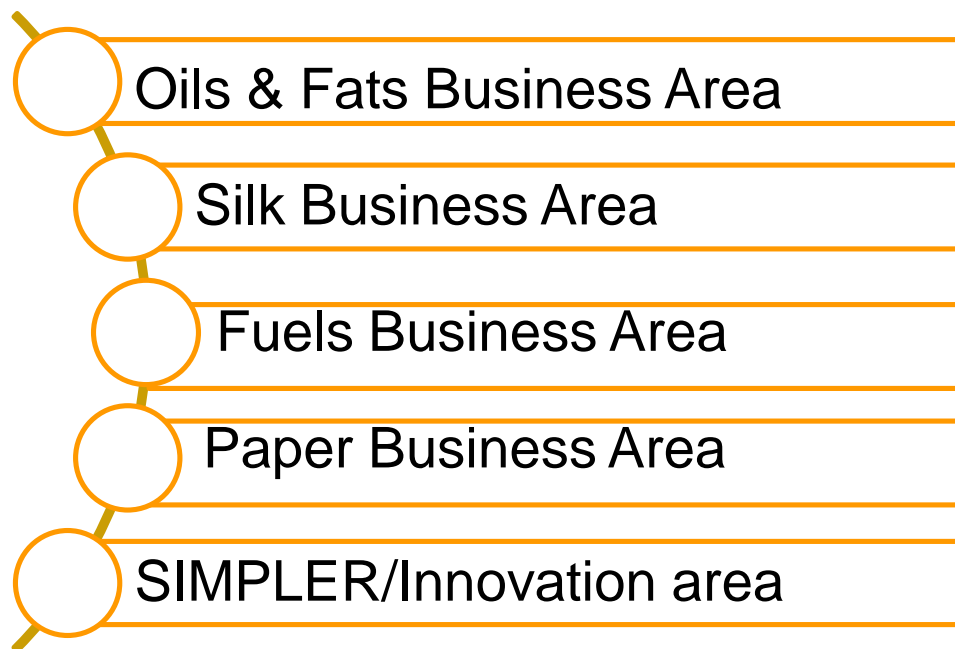 Oils & Fats Business Area
Silk Business Area
Fuels Business Area
Paper Business Area
SIMPLER/Innovation area